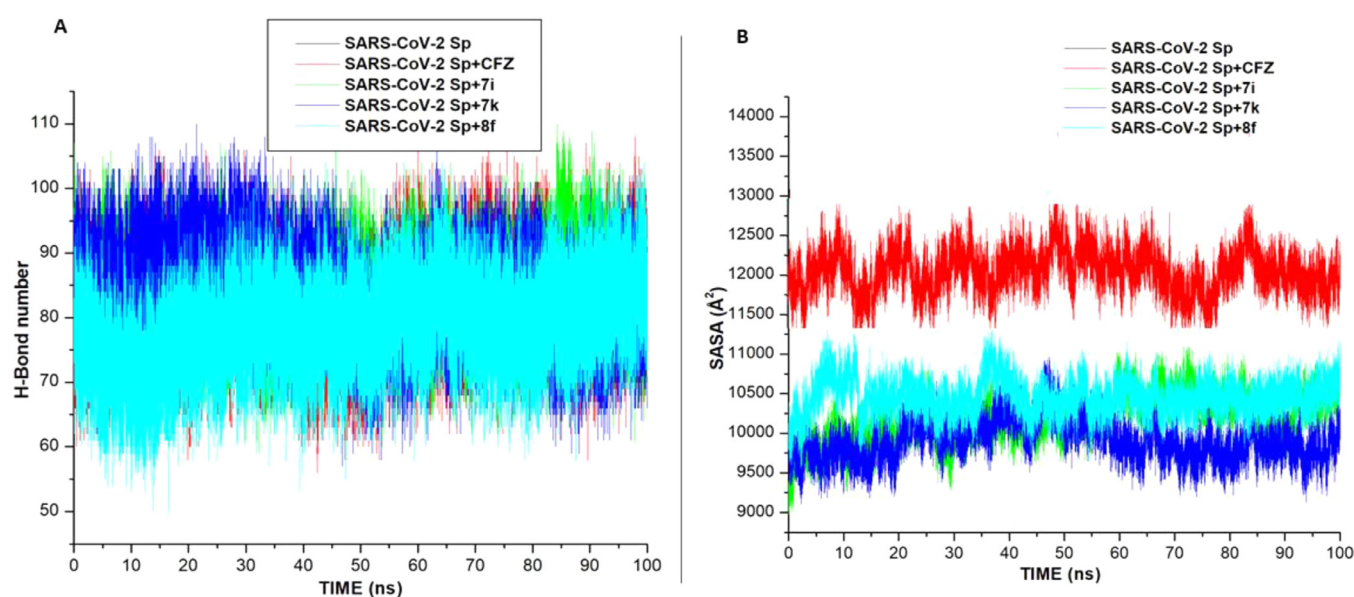 A
SARS-CoV-2 Sp
SARS-CoV-2 Sp+CFZ
SARS-CoV-2 Sp+7i
SARS-CoV-2 Sp+7k
SARS-CoV-2 Sp+8f
H-Bond number
110
100
90
80
70
60
50
0 10 20 30 40 50 60 70 80 90 100
TIME (ns)
B
SARS-CoV-2 Sp
SARS-CoV-2 Sp+CFZ
SARS-CoV-2 Sp+7i
SARS-CoV-2 Sp+7k
SARS-CoV-2 Sp+8f
SASA (Å²)
14000
13500
13000
12500
12000
11500
11000
10500
10000
9500
9000
0 10 20 30 40 50 60 70 80 90 100
TIME (ns)